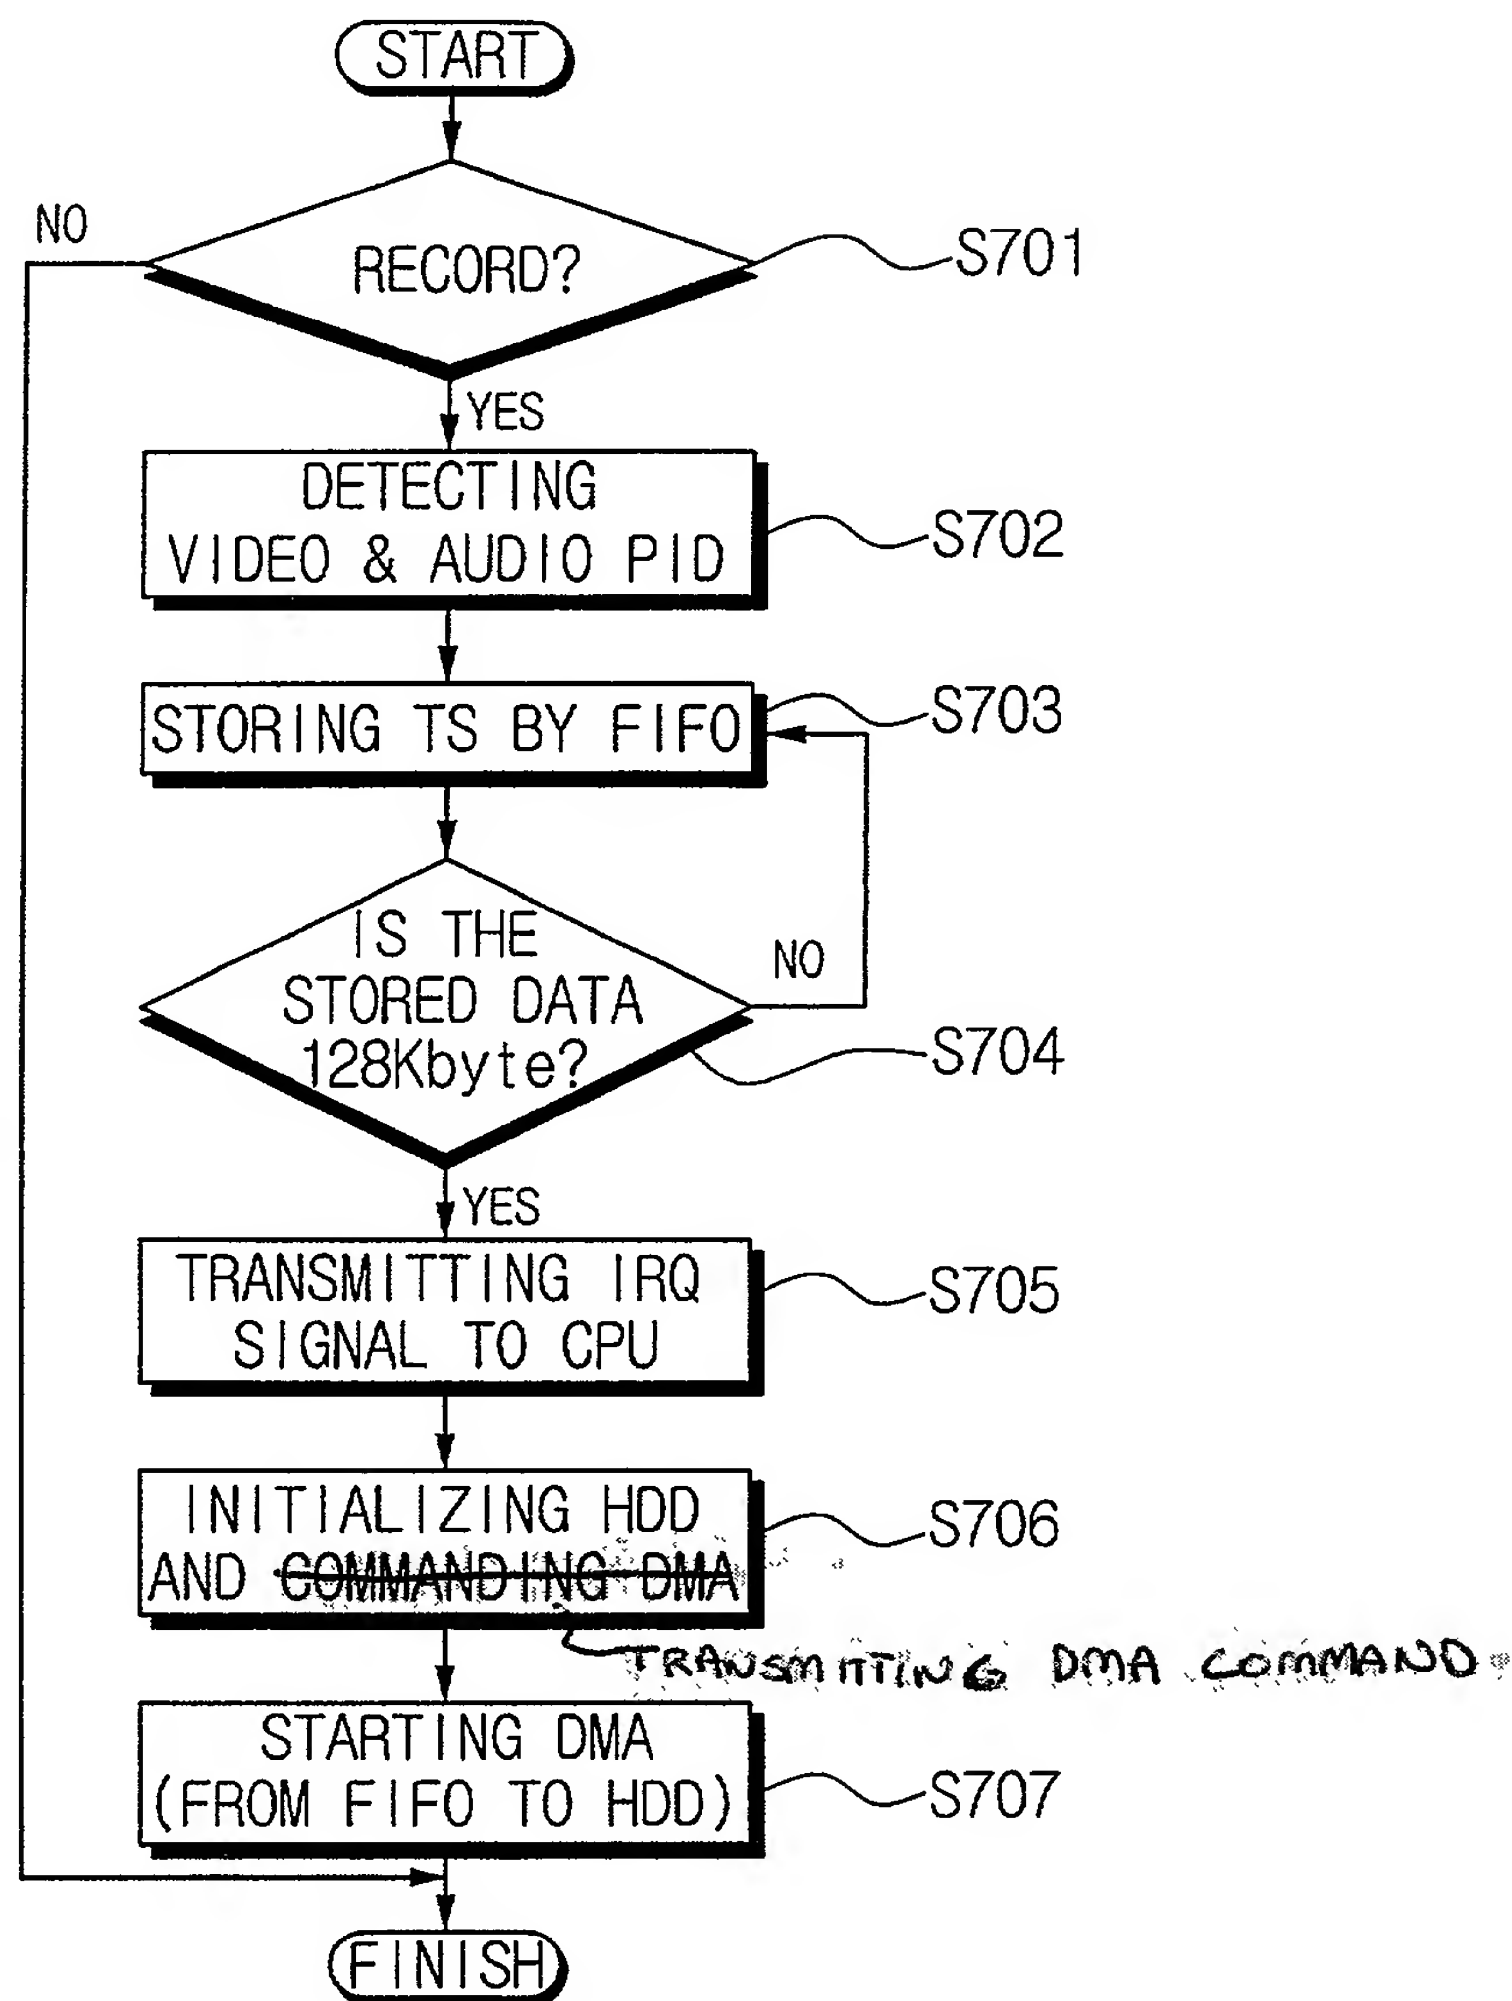 START
NO
RECORD?
S701
YES
DETECTING
VIDEO & AUDIO PID
S702
STORING TS BY FIFO
S703
IS THE
STORED DATA
128Kbyte?
NO
S704
YES
TRANSMITTING IRQ
SIGNAL TO CPU
S705
INITIALIZING HDD
AND COMMANDING DMA
S706
TRANSMITTING DMA COMMAND
STARTING DMA
(FROM FIFO TO HDD)
S707
FINISH